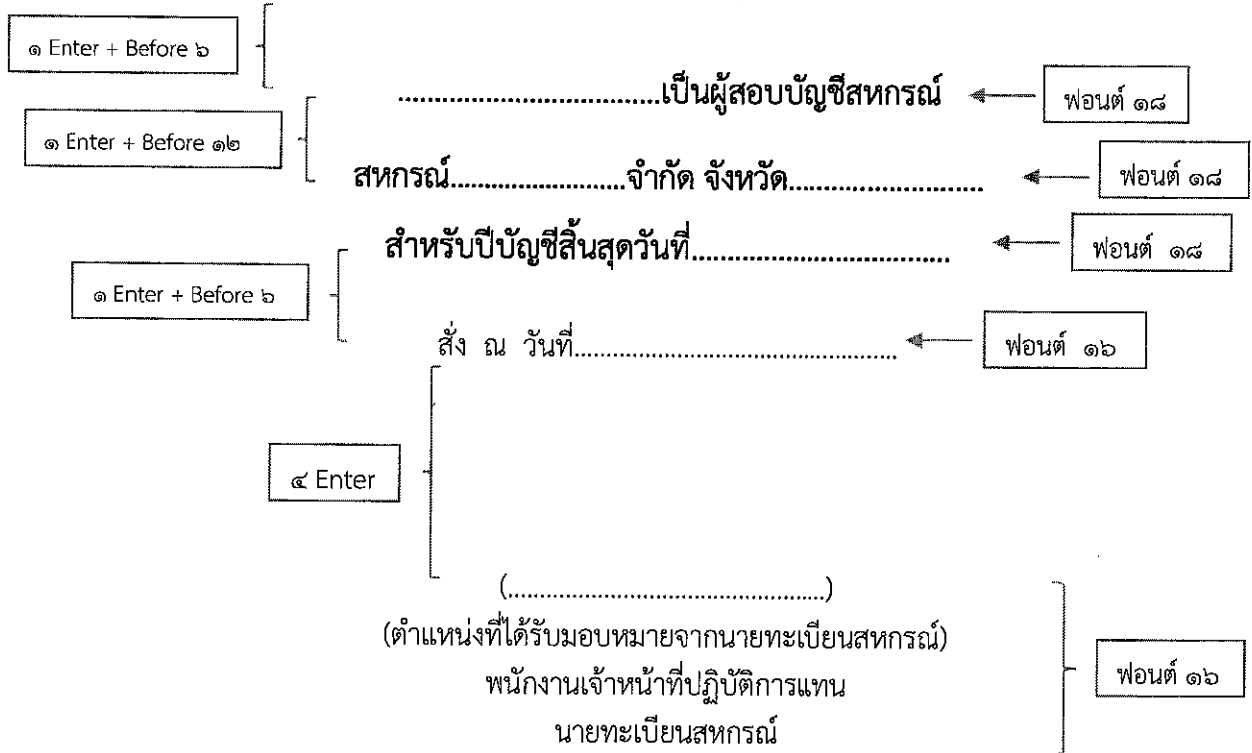 ๑ Enter + Before ๖
..................................เป็นผู้สอบบัญชีสหกรณ์
ฟอนต์ ๑๘
๑ Enter + Before ๑๒
สหกรณ์.........................จำกัด จังหวัด...........................
ฟอนต์ ๑๘
สำหรับปีบัญชีสิ้นสุดวันที่...................................
ฟอนต์ ๑๘
๑ Enter + Before ๖
สั่ง ณ วันที่...............................................
ฟอนต์ ๑๖
๔ Enter
(..............................................)
(ตำแหน่งที่ได้รับมอบหมายจากนายทะเบียนสหกรณ์)
พนักงานเจ้าหน้าที่ปฏิบัติการแทน
ฟอนต์ ๑๖
นายทะเบียนสหกรณ์